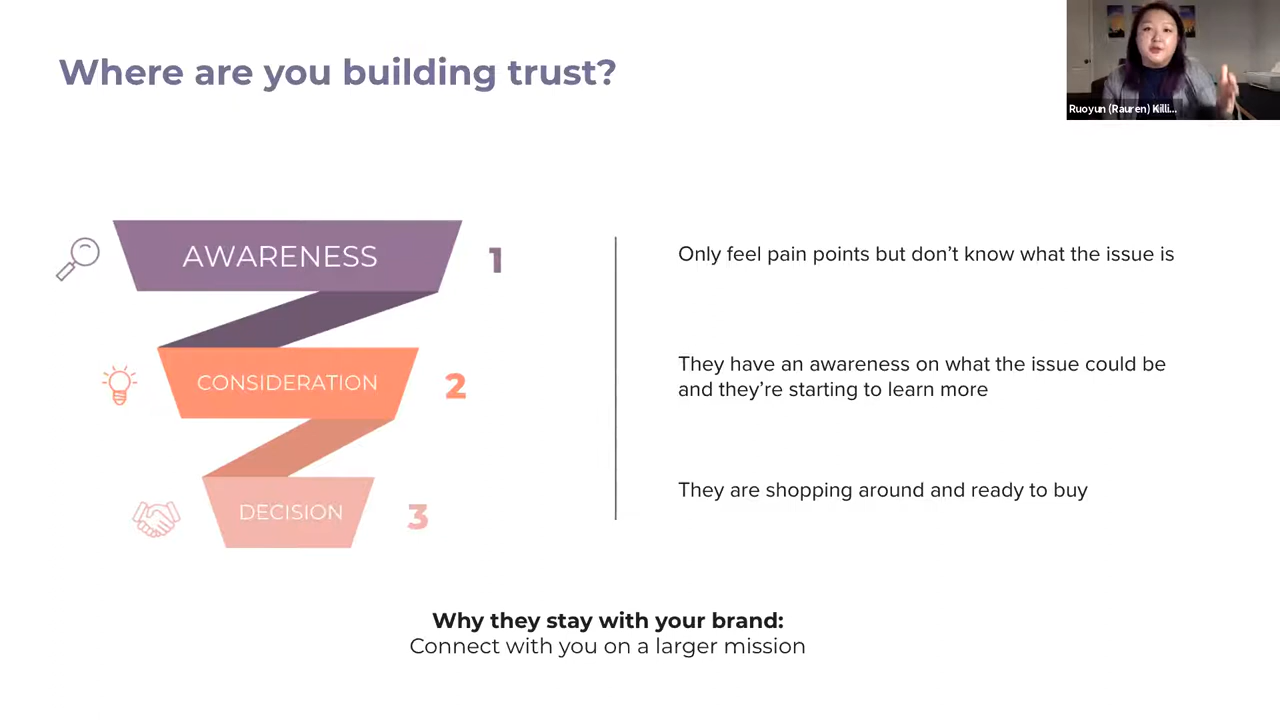 Where are you building trust?
Ruoyun (Rauren) Killi...
AWARENESS
1
Only feel pain points but don't know what the issue is
CONSIDERATION
2
They have an awareness on what the issue could be
and they're starting to learn more
DECISION
3
They are shopping around and ready to buy
Why they stay with your brand:
Connect with you on a larger mission